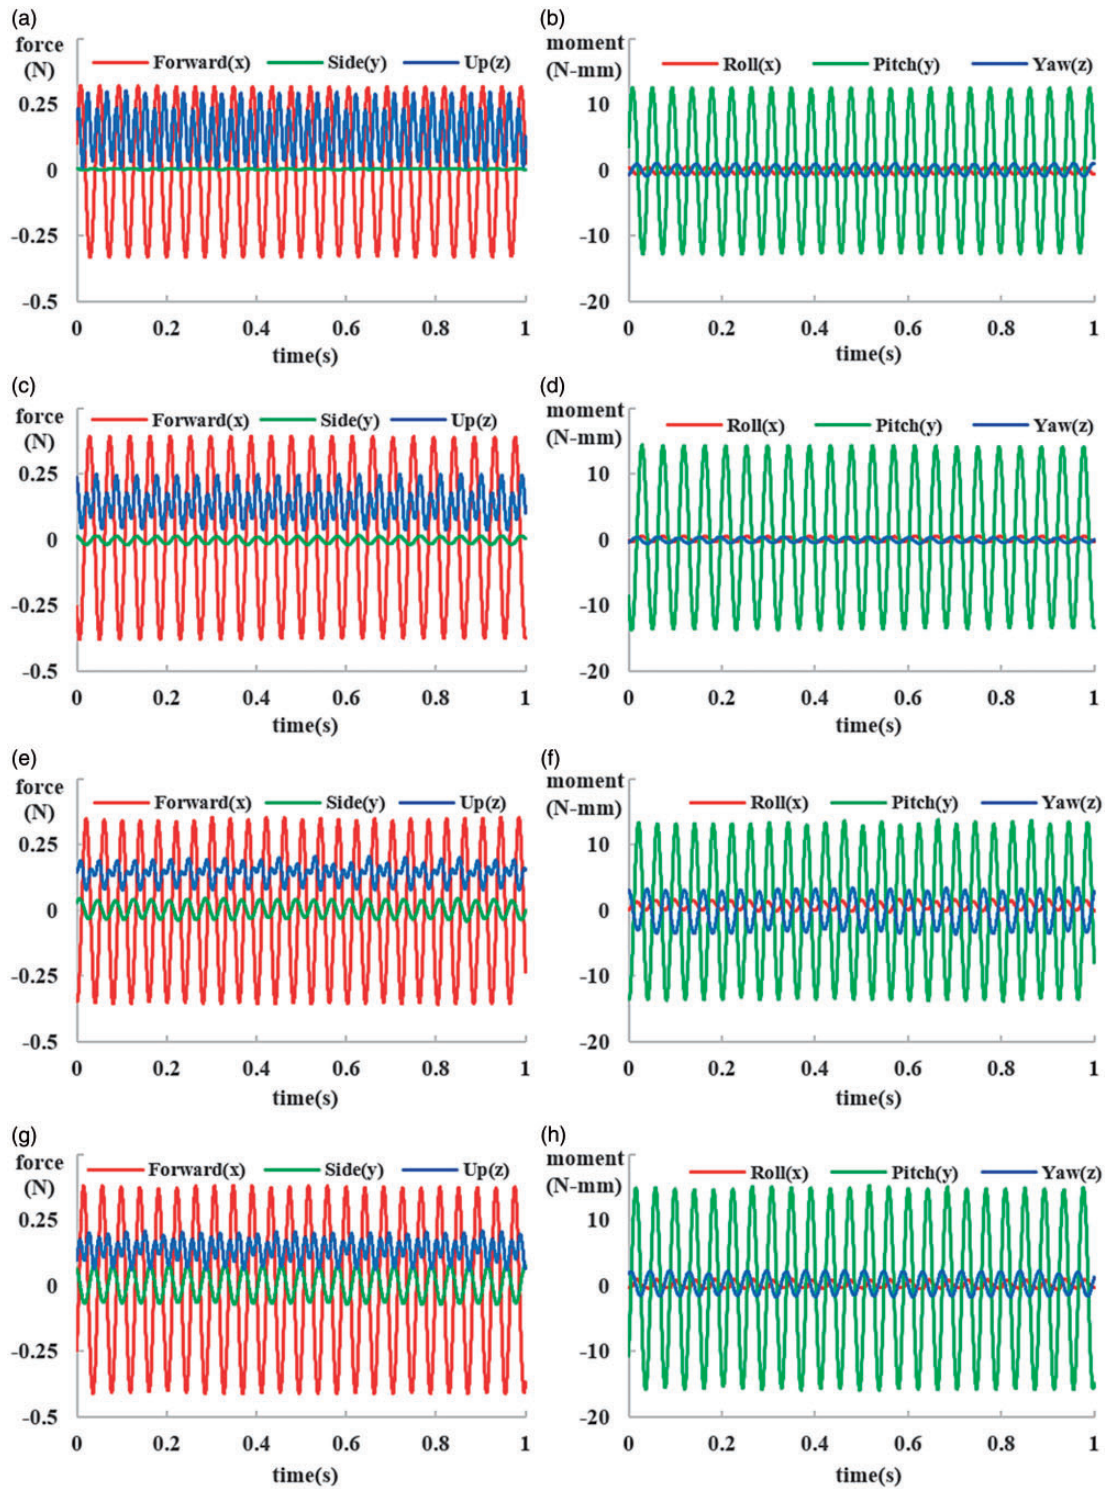 (a)
force
(N)
Forward(x) Side(y) Up(z)
0.25
0
-0.25
-0.5
0 0.2 0.4 0.6 0.8 1
time(s)
(b)
moment
(N-mm)
Roll(x) Pitch(y) Yaw(z)
10
0
-10
-20
0 0.2 0.4 0.6 0.8 1
time(s)
(c)
force
(N)
Forward(x) Side(y) Up(z)
0.25
0
-0.25
-0.5
0 0.2 0.4 0.6 0.8 1
time(s)
(d)
moment
(N-mm)
Roll(x) Pitch(y) Yaw(z)
10
0
-10
-20
0 0.2 0.4 0.6 0.8 1
time(s)
(e)
force
(N)
Forward(x) Side(y) Up(z)
0.25
0
-0.25
-0.5
0 0.2 0.4 0.6 0.8 1
time(s)
(f)
moment
(N-mm)
Roll(x) Pitch(y) Yaw(z)
10
0
-10
-20
0 0.2 0.4 0.6 0.8 1
time(s)
(g)
force
(N)
Forward(x) Side(y) Up(z)
0.25
0
-0.25
-0.5
0 0.2 0.4 0.6 0.8 1
time(s)
(h)
moment
(N-mm)
Roll(x) Pitch(y) Yaw(z)
10
0
-10
-20
0 0.2 0.4 0.6 0.8 1
time(s)